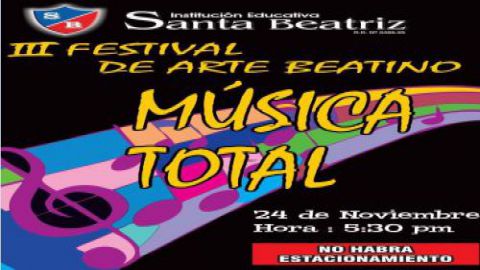 SB
Institución Educativa
Santa Beatriz
III FESTIVAL
DE ARTE BEATINO
MÚSICA
TOTAL
24 de Noviembre
Hora : 5:30 pm
NO HABRA
ESTACIONAMIENTO